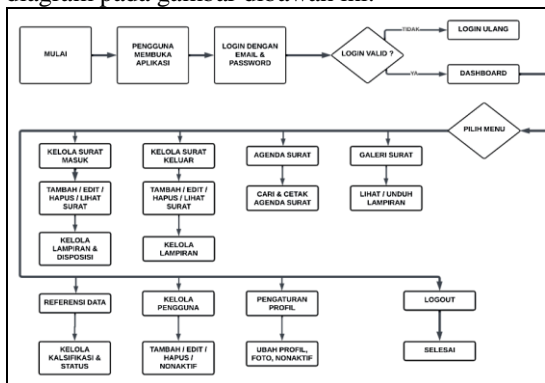 diagram pada gambar dibawah ini:
MULAI
PENGGUNA
MEMBUKA
APLIKASI
LOGIN DENGAN
EMAIL &
PASSWORD
LOGIN VALID ?
TIDAK
LOGIN ULANG
YA
DASHBOARD
PILIH MENU
KELOLA SURAT
MASUK
KELOLA SURAT
KELUAR
AGENDA SURAT
GALERI SURAT
TAMBAH / EDIT /
HAPUS / LIHAT
SURAT
TAMBAH / EDIT /
HAPUS / LIHAT
SURAT
CARI & CETAK
AGENDA SURAT
LIHAT / UNDUH
LAMPIRAN
KELOLA
LAMPIRAN &
DISPOSISI
KELOLA
LAMPIRAN
REFERENSI DATA
KELOLA
PENGGUNA
PENGATURAN
PROFIL
LOGOUT
KELOLA
KALSIFIKASI &
STATUS
TAMBAH / EDIT /
HAPUS /
NONAKTIF
UBAH PROFIL,
FOTO, NONAKTIF
SELESAI